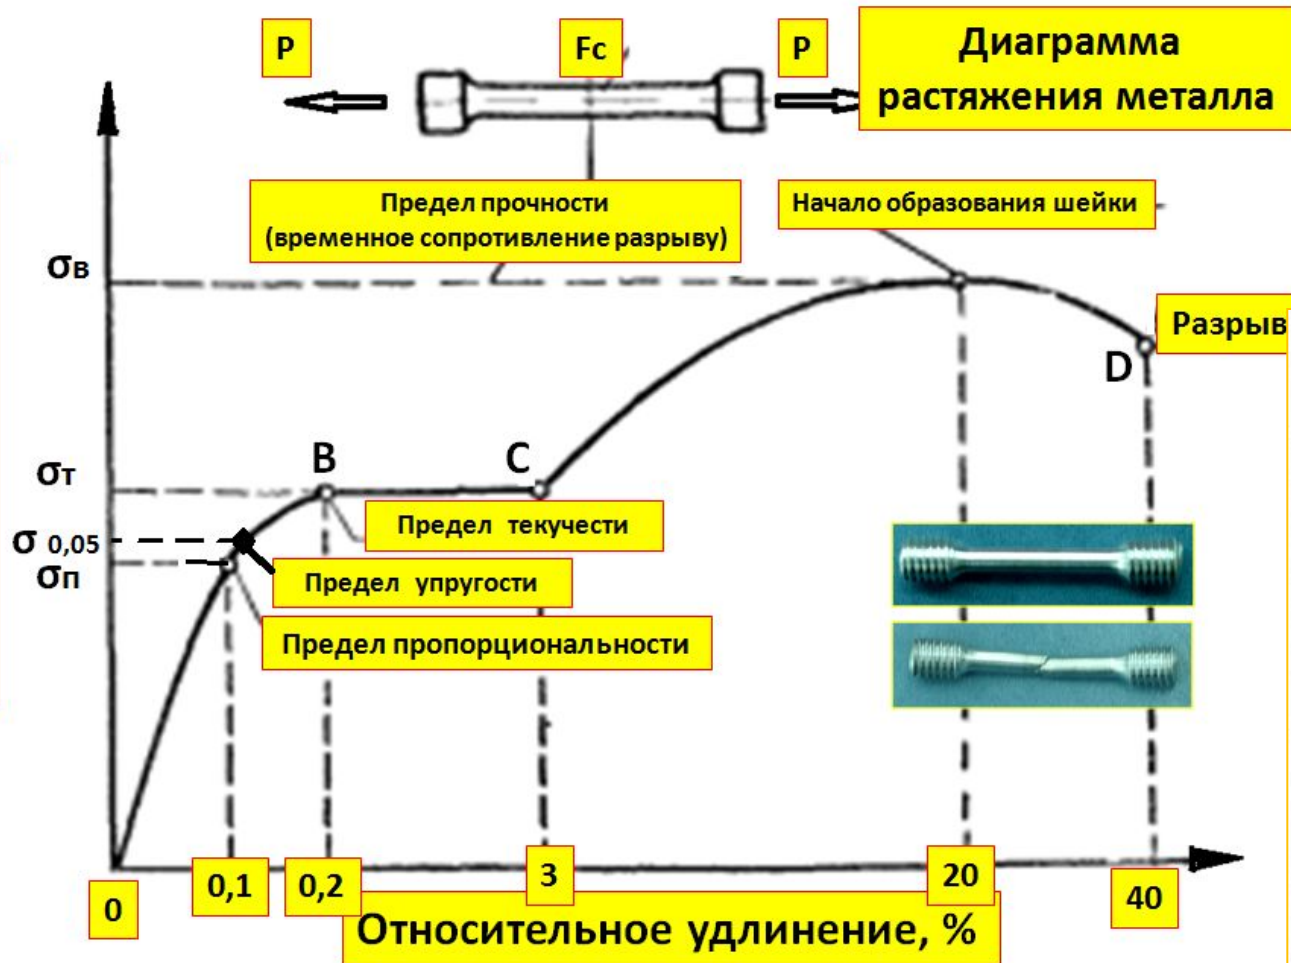 P
Fc
P
Диаграмма
растяжения металла
Предел прочности
(временное сопротивление разрыву)
Начало образования шейки
σв
Разрыв
D
B
C
σт
Предел текучести
σ 0,05
σп
Предел упругости
Предел пропорциональности
0
0,1
0,2
3
20
40
Относительное удлинение, %